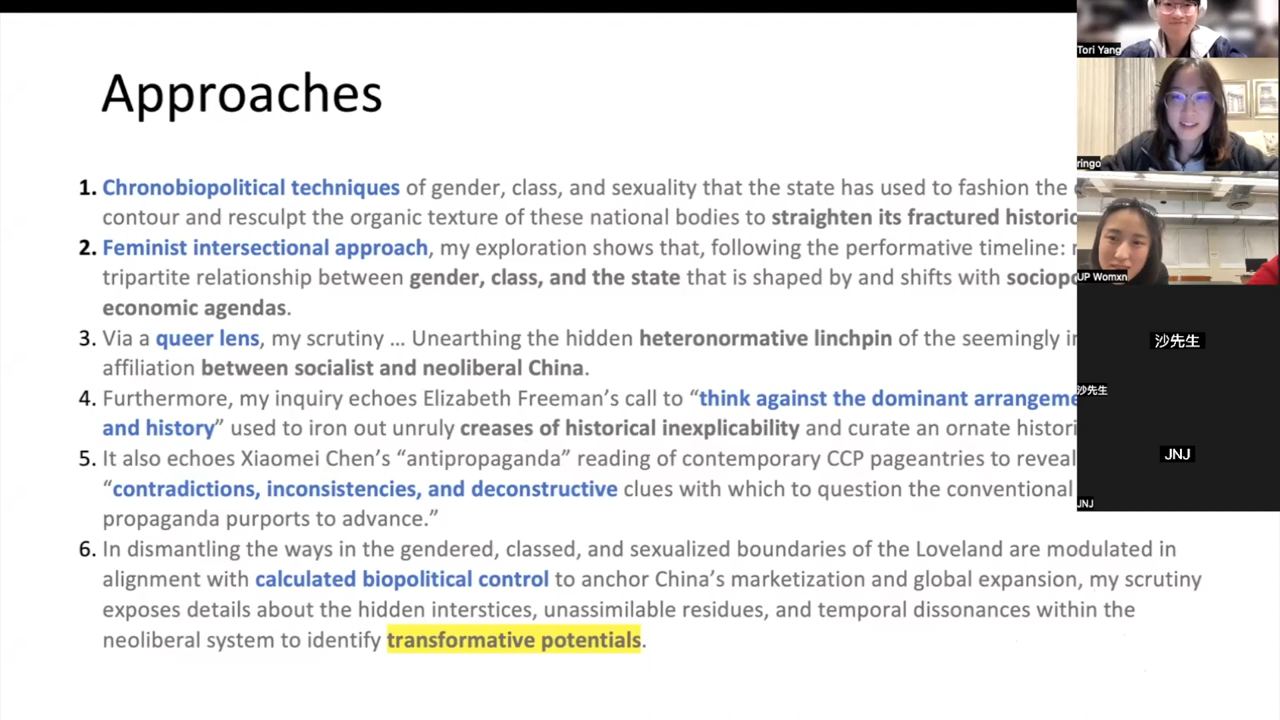 Approaches
1. Chronobiopolitical techniques of gender, class, and sexuality that the state has used to fashion the
contour and resculpt the organic texture of these national bodies to straighten its fractured historic
2. Feminist intersectional approach, my exploration shows that, following the performative timeline:
tripartite relationship between gender, class, and the state that is shaped by and shifts with sociopo
economic agendas.
3. Via a queer lens, my scrutiny … Unearthing the hidden heteronormative linchpin of the seemingly in
affiliation between socialist and neoliberal China.
4. Furthermore, my inquiry echoes Elizabeth Freeman’s call to “think against the dominant arrangeme
and history” used to iron out unruly creases of historical inexplicability and curate an ornate histori
5. It also echoes Xiaomei Chen’s “antipropaganda” reading of contemporary CCP pageantries to reveal
“contradictions, inconsistencies, and deconstructive clues with which to question the conventional
propaganda purports to advance.”
6. In dismantling the ways in the gendered, classed, and sexualized boundaries of the Loveland are modulated in
alignment with calculated biopolitical control to anchor China’s marketization and global expansion, my scrutiny
exposes details about the hidden interstices, unassimilable residues, and temporal dissonances within the
neoliberal system to identify transformative potentials.
Tori Yang
ringo
UP Womxn
沙先生
沙先生
JNJ
JNJ